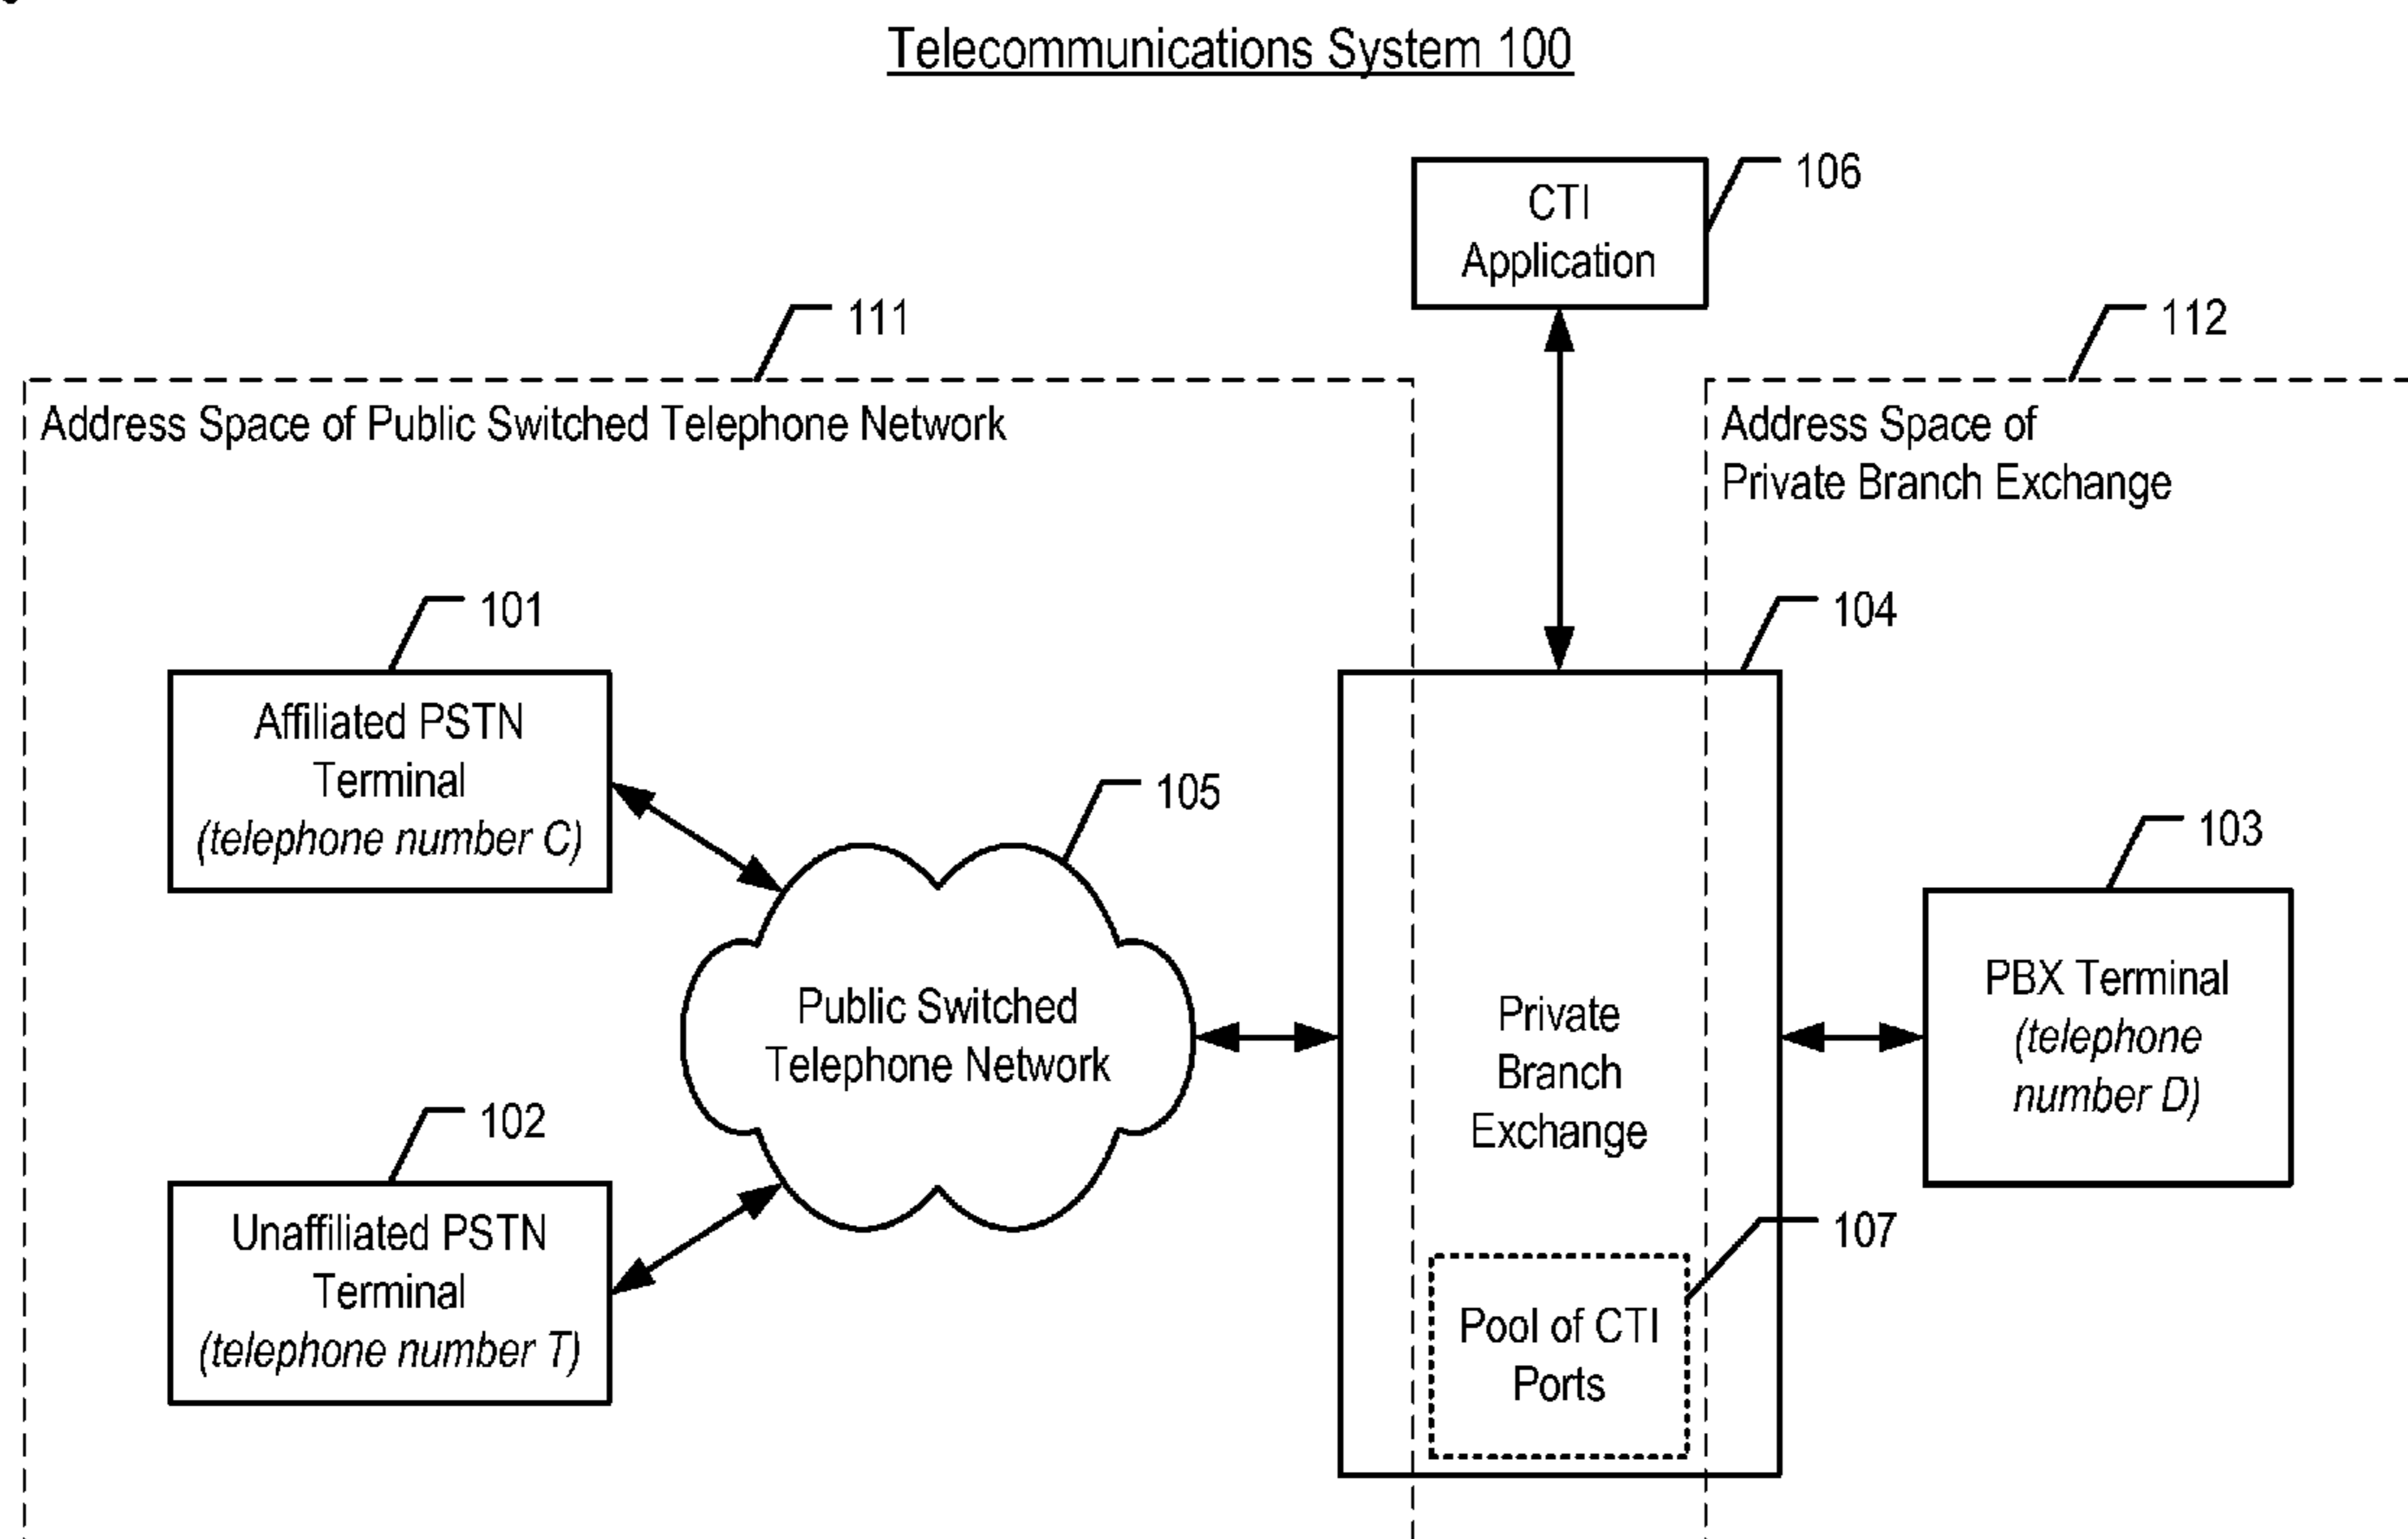 Telecommunications System 100
106
CTI
Application
111
112
Address Space of Public Switched Telephone Network
Address Space of
Private Branch Exchange
101
104
Affiliated PSTN
Terminal
(telephone number C)
105
103
Public Switched
Telephone Network
Private
Branch
Exchange
PBX Terminal
(telephone
number D)
102
Unaffiliated PSTN
Terminal
(telephone number T)
107
Pool of CTI
Ports